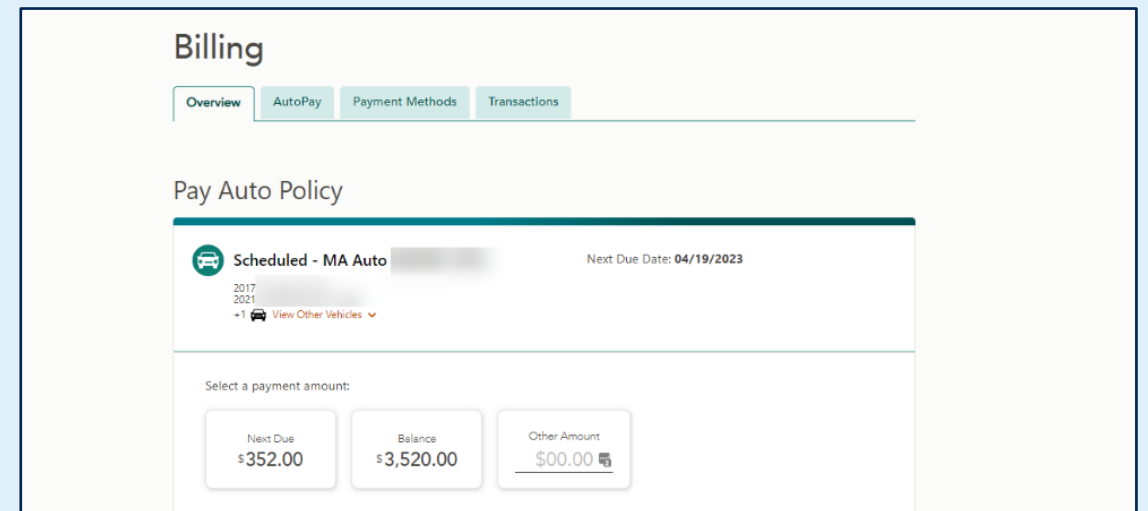 Billing
Overview AutoPay Payment Methods Transactions
Pay Auto Policy
Scheduled - MA Auto
Next Due Date: 04/19/2023
2017
2021
+1 View Other Vehicles
Select a payment amount:
Next Due
$352.00
Balance
$3,520.00
Other Amount
$00.00